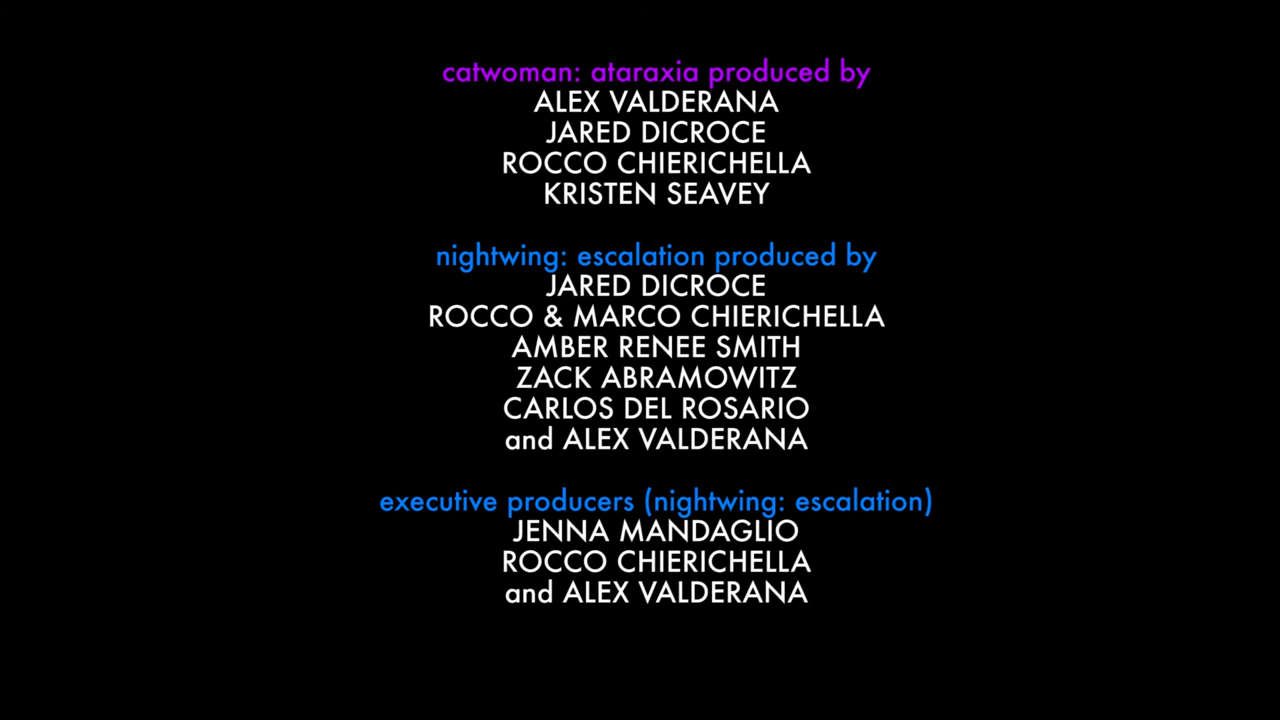 catwoman: ataraxia produced by
ALEX VALDERANA
JARED DICROCE
ROCCO CHIERICHELLA
KRISTEN SEAVEY
nightwing: escalation produced by
JARED DICROCE
ROCCO & MARCO CHIERICHELLA
AMBER RENEE SMITH
ZACK ABRAMOWITZ
CARLOS DEL ROSARIO
and ALEX VALDERANA
executive producers (nightwing: escalation)
JENNA MANDAGLIO
ROCCO CHIERICHELLA
and ALEX VALDERANA